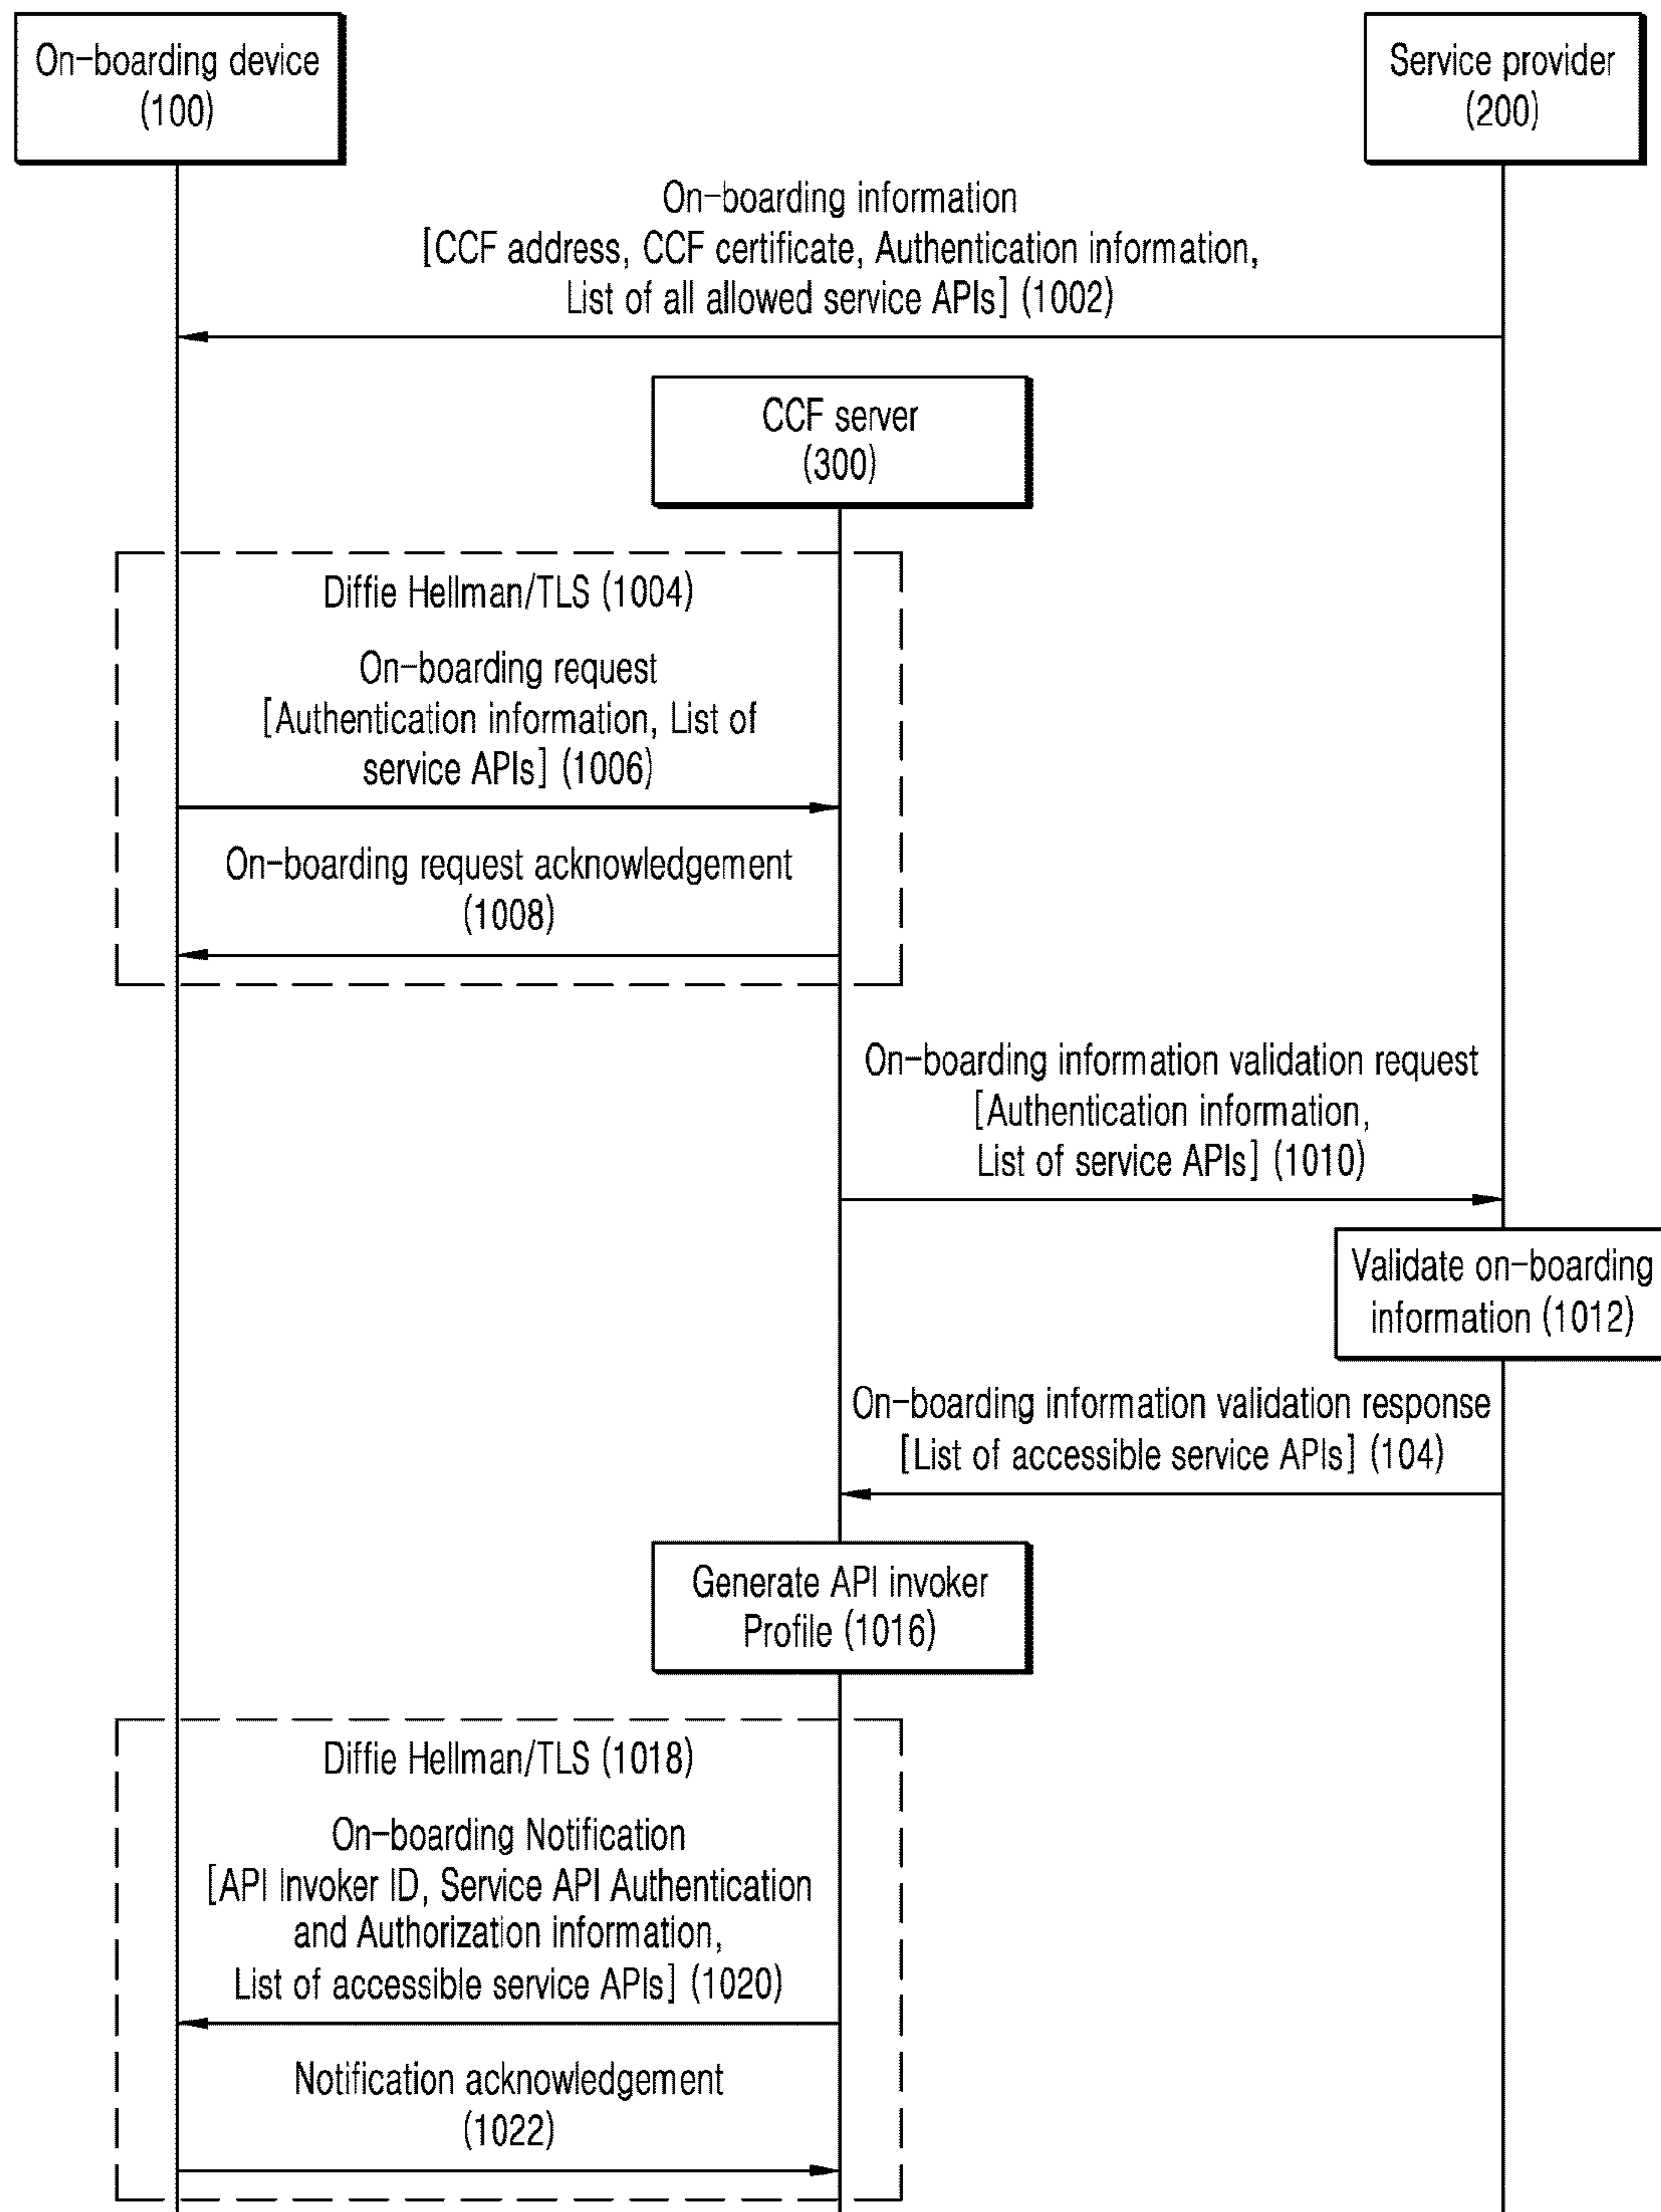 On-boarding device
(100)
Service provider
(200)
On-boarding information
[CCF address, CCF certificate, Authentication information,
List of all allowed service APIs] (1002)
CCF server
(300)
Diffie Hellman/TLS (1004)
On-boarding request
[Authentication information, List of
service APIs] (1006)
On-boarding request acknowledgement
(1008)
On-boarding information validation request
[Authentication information,
List of service APIs] (1010)
Validate on-boarding
information (1012)
On-boarding information validation response
[List of accessible service APIs] (104)
Generate API invoker
Profile (1016)
Diffie Hellman/TLS (1018)
On-boarding Notification
[API Invoker ID, Service API Authentication
and Authorization information,
List of accessible service APIs] (1020)
Notification acknowledgement
(1022)